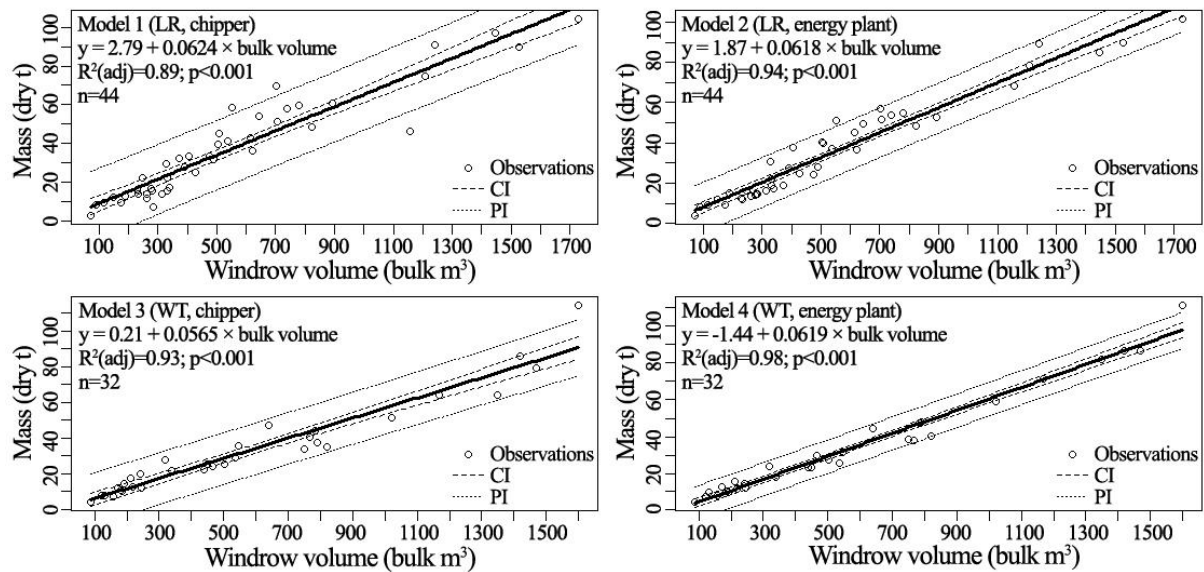 Model 1 (LR, chipper)
y = 2.79 + 0.0624 × bulk volume
R²(adj)=0.89; p<0.001
n=44
Observations
CI
PI
Mass (dry t)
0 20 40 60 80 100
100 300 500 700 900 1100 1300 1500 1700
Windrow volume (bulk m³)
Model 2 (LR, energy plant)
y = 1.87 + 0.0618 × bulk volume
R²(adj)=0.94; p<0.001
n=44
Observations
CI
PI
Mass (dry t)
0 20 40 60 80 100
100 300 500 700 900 1100 1300 1500 1700
Windrow volume (bulk m³)
Model 3 (WT, chipper)
y = 0.21 + 0.0565 × bulk volume
R²(adj)=0.93; p<0.001
n=32
Observations
CI
PI
Mass (dry t)
0 20 40 60 80 100
100 300 500 700 900 1100 1300 1500
Windrow volume (bulk m³)
Model 4 (WT, energy plant)
y = -1.44 + 0.0619 × bulk volume
R²(adj)=0.98; p<0.001
n=32
Observations
CI
PI
Mass (dry t)
0 20 40 60 80 100
100 300 500 700 900 1100 1300 1500
Windrow volume (bulk m³)